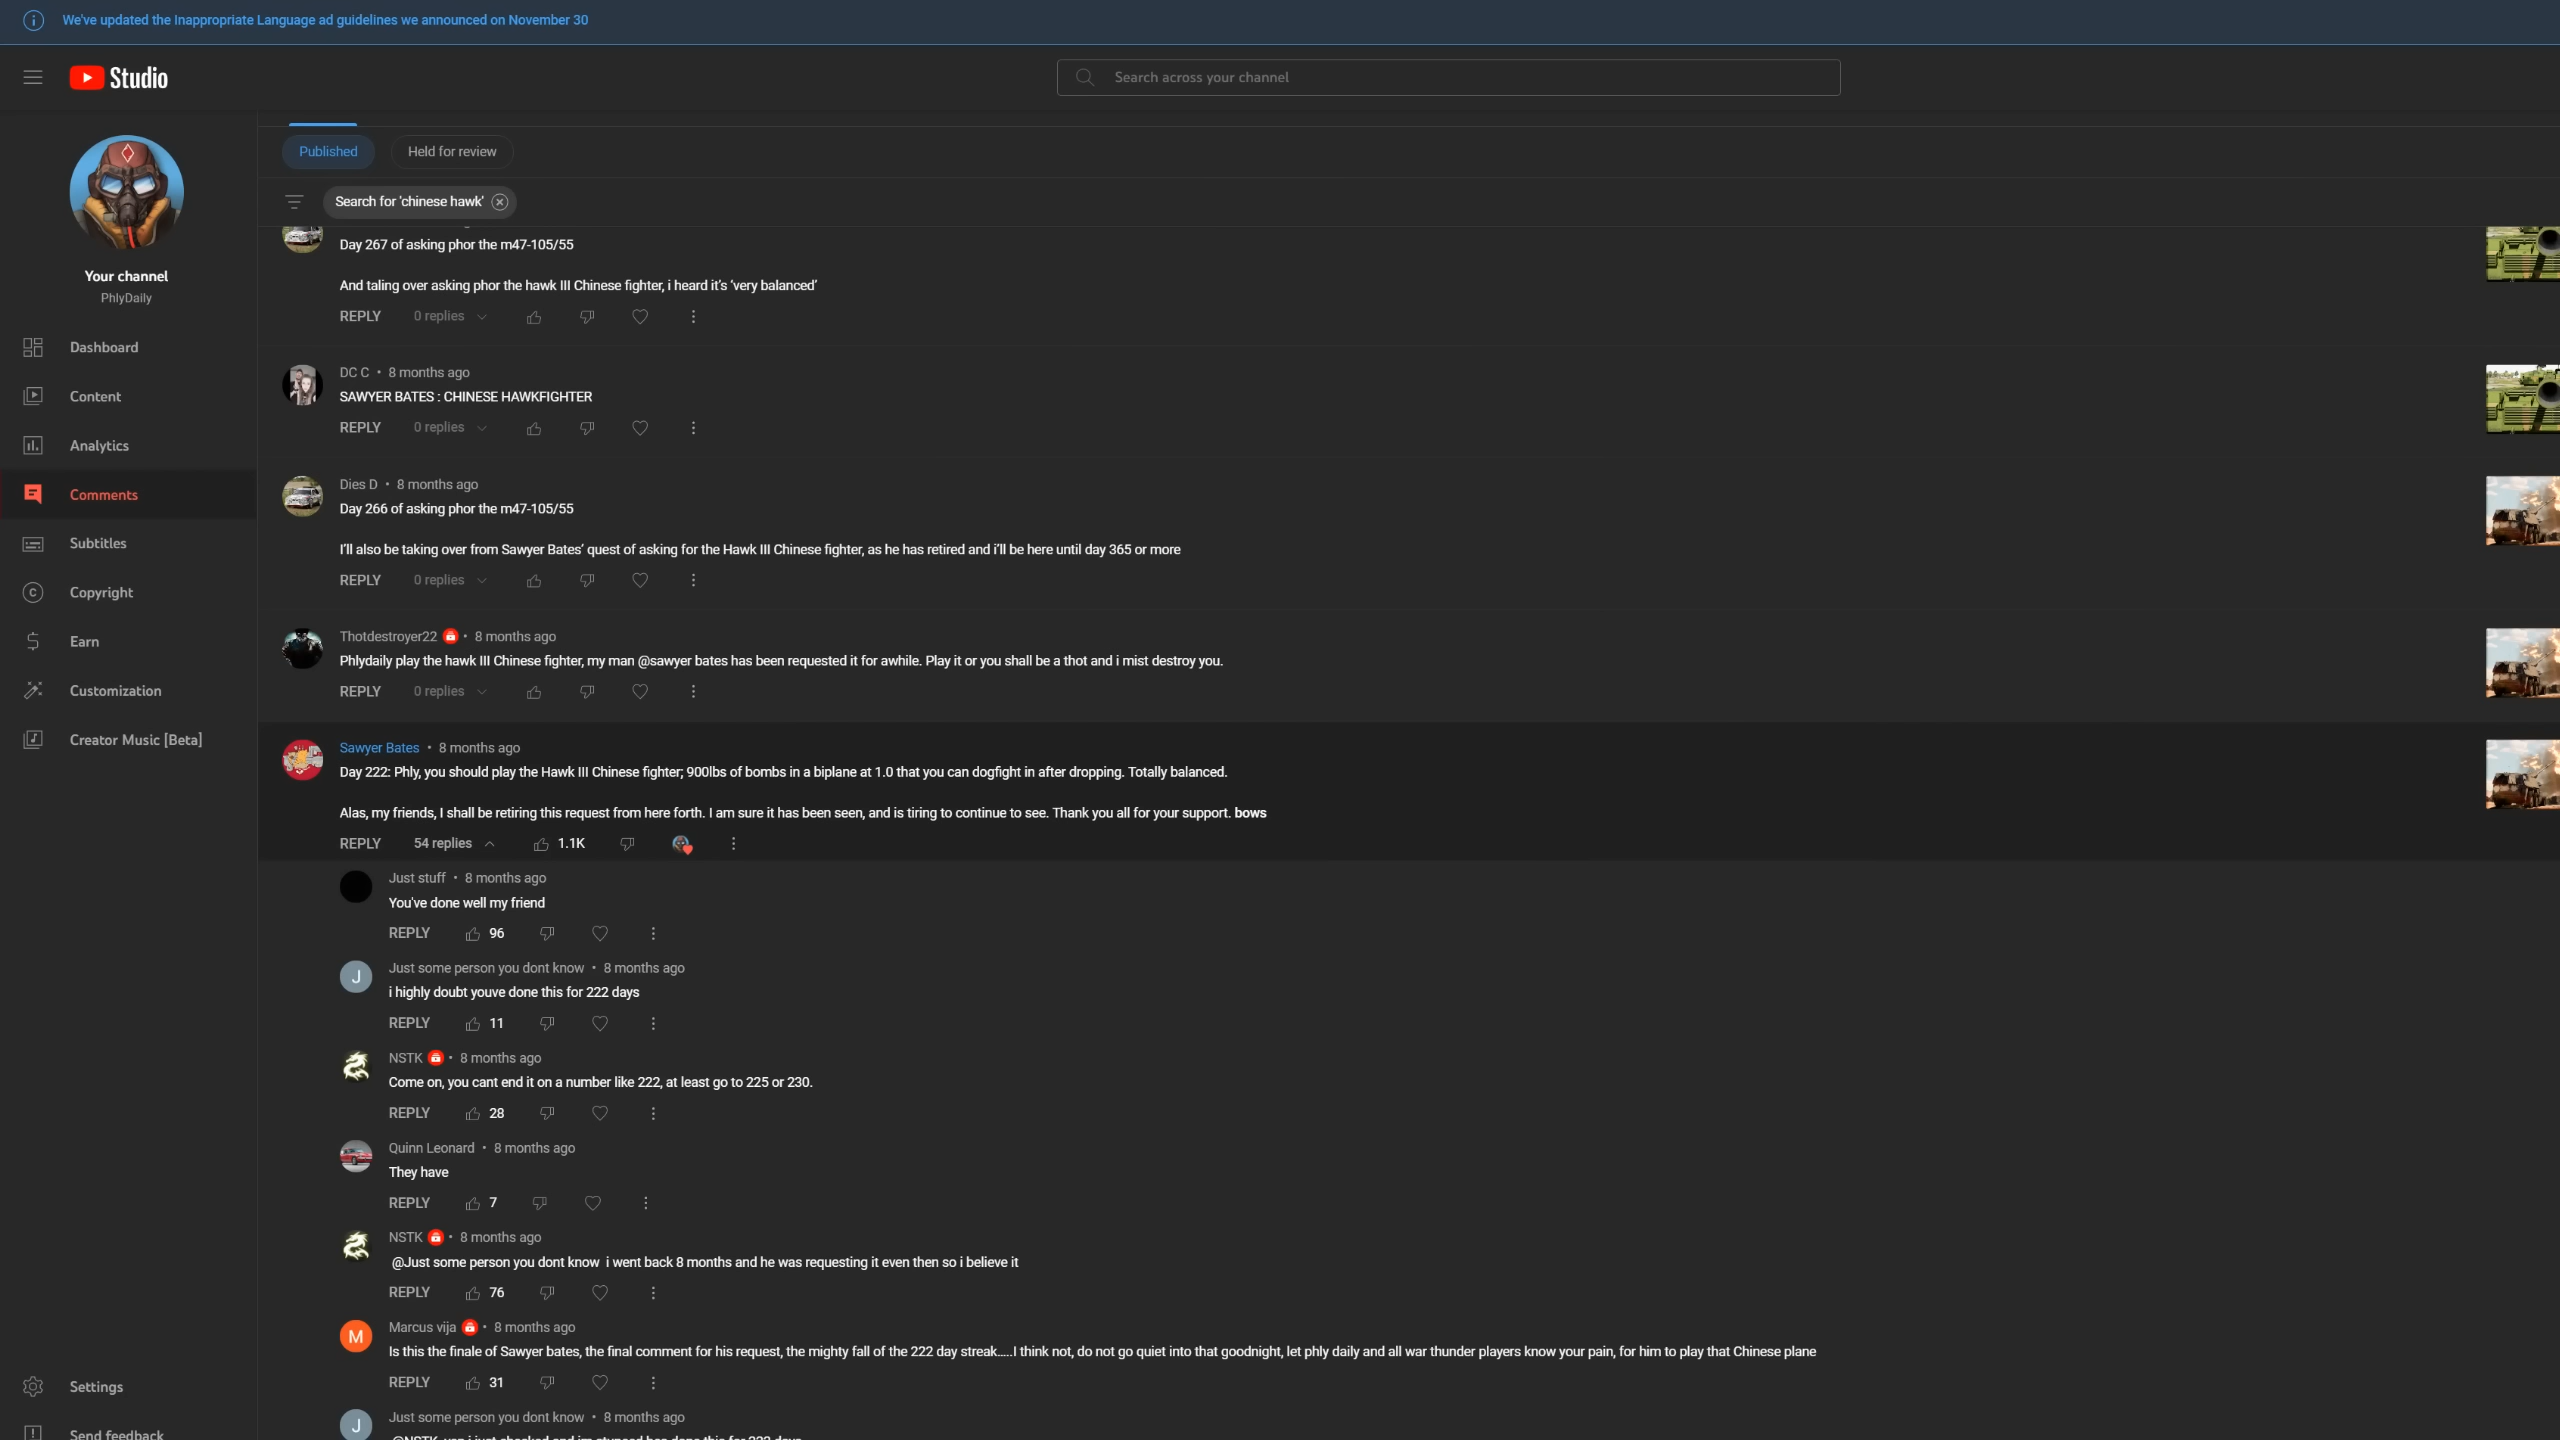 We've updated the Inappropriate Language ad guidelines we announced on November 30
Studio
Search across your channel
Your channel
PhlyDaily
Dashboard
Content
Analytics
Comments
Subtitles
Copyright
Earn
Customization
Creator Music [Beta]
Settings
Send feedback
Published
Held for review
Search for 'chinese hawk'
Day 267 of asking phor the m47-105/55
And taling over asking phor the hawk III Chinese fighter, i heard it's 'very balanced'
REPLY 0 replies
DC C • 8 months ago
SAWYER BATES : CHINESE HAWKFIGHTER
REPLY 0 replies
Dies D • 8 months ago
Day 266 of asking phor the m47-105/55
I'll also be taking over from Sawyer Bates' quest of asking for the Hawk III Chinese fighter, as he has retired and i'll be here until day 365 or more
REPLY 0 replies
Thotdestroyer22 • 8 months ago
Phlydaily play the hawk III Chinese fighter, my man @sawyer bates has been requested it for awhile. Play it or you shall be a thot and i mist destroy you.
REPLY 0 replies
Sawyer Bates • 8 months ago
Day 222: Phly, you should play the Hawk III Chinese fighter; 900lbs of bombs in a biplane at 1.0 that you can dogfight in after dropping. Totally balanced.
Alas, my friends, I shall be retiring this request from here forth. I am sure it has been seen, and is tiring to continue to see. Thank you all for your support. bows
REPLY 54 replies 1.1K
Just stuff • 8 months ago
You've done well my friend
REPLY 96
J
Just some person you dont know • 8 months ago
i highly doubt youve done this for 222 days
REPLY 11
NSTK • 8 months ago
Come on, you cant end it on a number like 222, at least go to 225 or 230.
REPLY 28
Quinn Leonard • 8 months ago
They have
REPLY 7
NSTK • 8 months ago
@Just some person you dont know i went back 8 months and he was requesting it even then so i believe it
REPLY 76
M
Marcus vija • 8 months ago
Is this the finale of Sawyer bates, the final comment for his request, the mighty fall of the 222 day streak.....I think not, do not go quiet into that goodnight, let phly daily and all war thunder players know your pain, for him to play that Chinese plane
REPLY 31
J
Just some person you dont know • 8 months ago